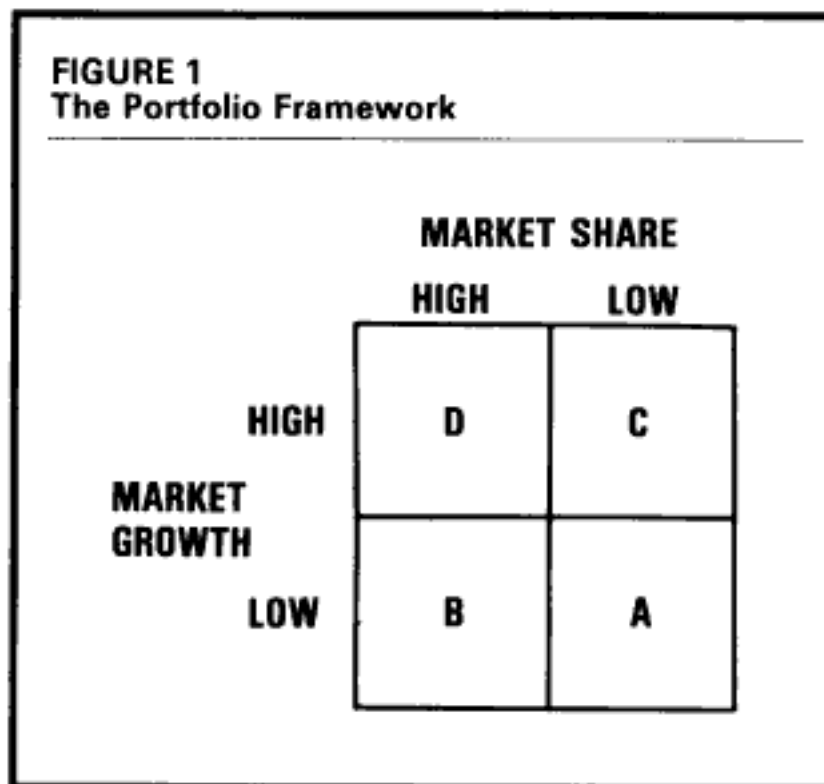 FIGURE 1
The Portfolio Framework
MARKET SHARE
HIGH LOW
HIGH D C
MARKET
GROWTH
LOW B A